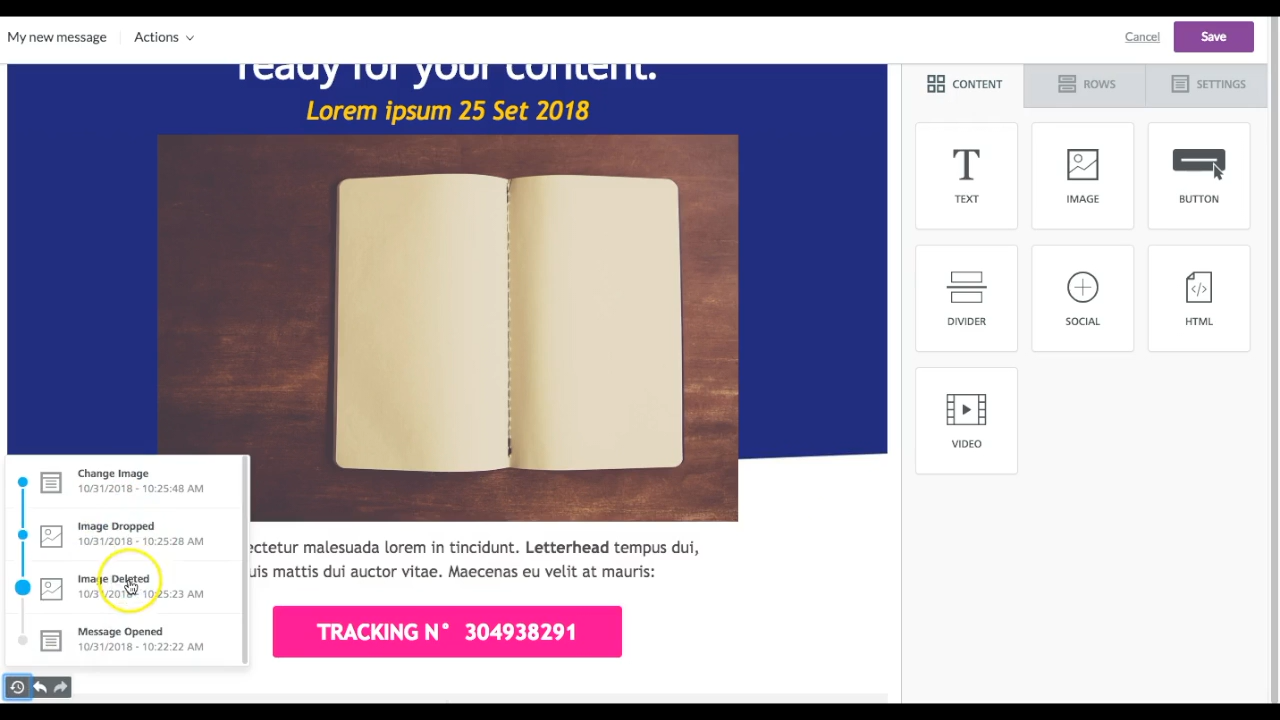 My new message
Actions
Cancel
Save
ready for your content.
Lorem ipsum 25 Set 2018
CONTENT
ROWS
SETTINGS
TEXT
IMAGE
BUTTON
DIVIDER
SOCIAL
HTML
VIDEO
Change Image
10/31/2018 - 10:25:48 AM
Image Dropped
10/31/2018 - 10:25:28 AM
Image Deleted
10/31/2018 - 10:25:23 AM
Message Opened
10/31/2018 - 10:22:22 AM
malesuada lorem in tincidunt. Letterhead tempus dui,
mattis dui auctor vitae. Maecenas eu velit at mauris:
TRACKING N° 304938291